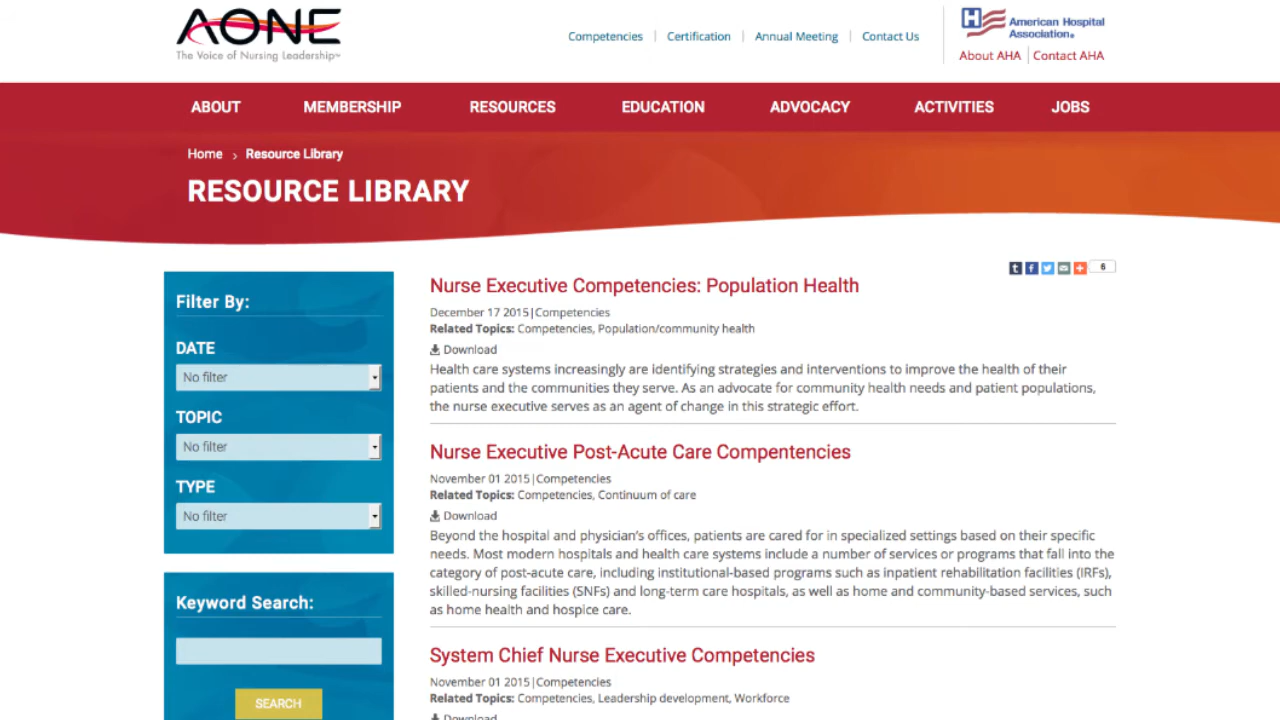 AONE
The Voice of Nursing Leadership™
Competencies | Certification | Annual Meeting | Contact Us
H American Hospital
Association®
About AHA | Contact AHA
ABOUT MEMBERSHIP RESOURCES EDUCATION ADVOCACY ACTIVITIES JOBS
Home > Resource Library
RESOURCE LIBRARY
t f + 6
Filter By:
DATE
No filter
TOPIC
No filter
TYPE
No filter
Keyword Search:
SEARCH
Nurse Executive Competencies: Population Health
December 17 2015|Competencies
Related Topics: Competencies, Population/community health
Download
Health care systems increasingly are identifying strategies and interventions to improve the health of their
patients and the communities they serve. As an advocate for community health needs and patient populations,
the nurse executive serves as an agent of change in this strategic effort.
Nurse Executive Post-Acute Care Compentencies
November 01 2015|Competencies
Related Topics: Competencies, Continuum of care
Download
Beyond the hospital and physician's offices, patients are cared for in specialized settings based on their specific
needs. Most modern hospitals and health care systems include a number of services or programs that fall into the
category of post-acute care, including institutional-based programs such as inpatient rehabilitation facilities (IRFs),
skilled-nursing facilities (SNFs) and long-term care hospitals, as well as home and community-based services, such
as home health and hospice care.
System Chief Nurse Executive Competencies
November 01 2015|Competencies
Related Topics: Competencies, Leadership development, Workforce
Download